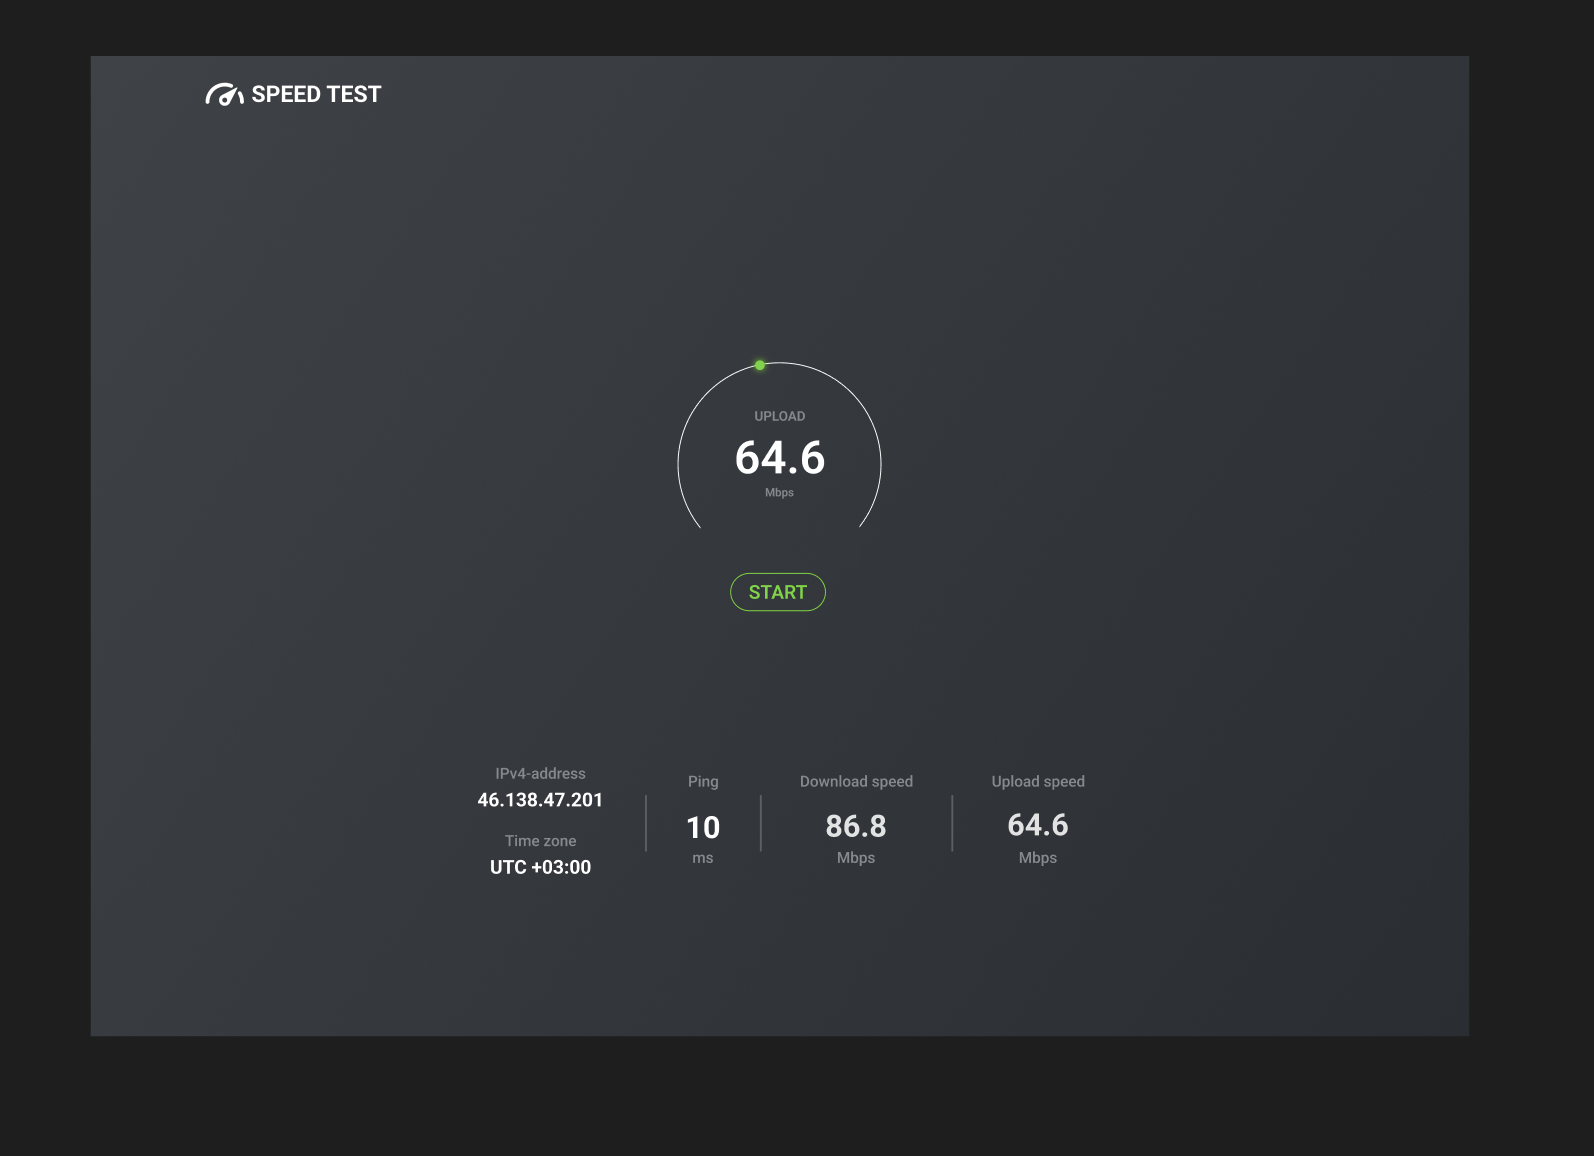 SPEED TEST
UPLOAD
64.6
Mbps
START
IPv4-address
46.138.47.201
Time zone
UTC +03:00
Ping
10
ms
Download speed
86.8
Mbps
Upload speed
64.6
Mbps